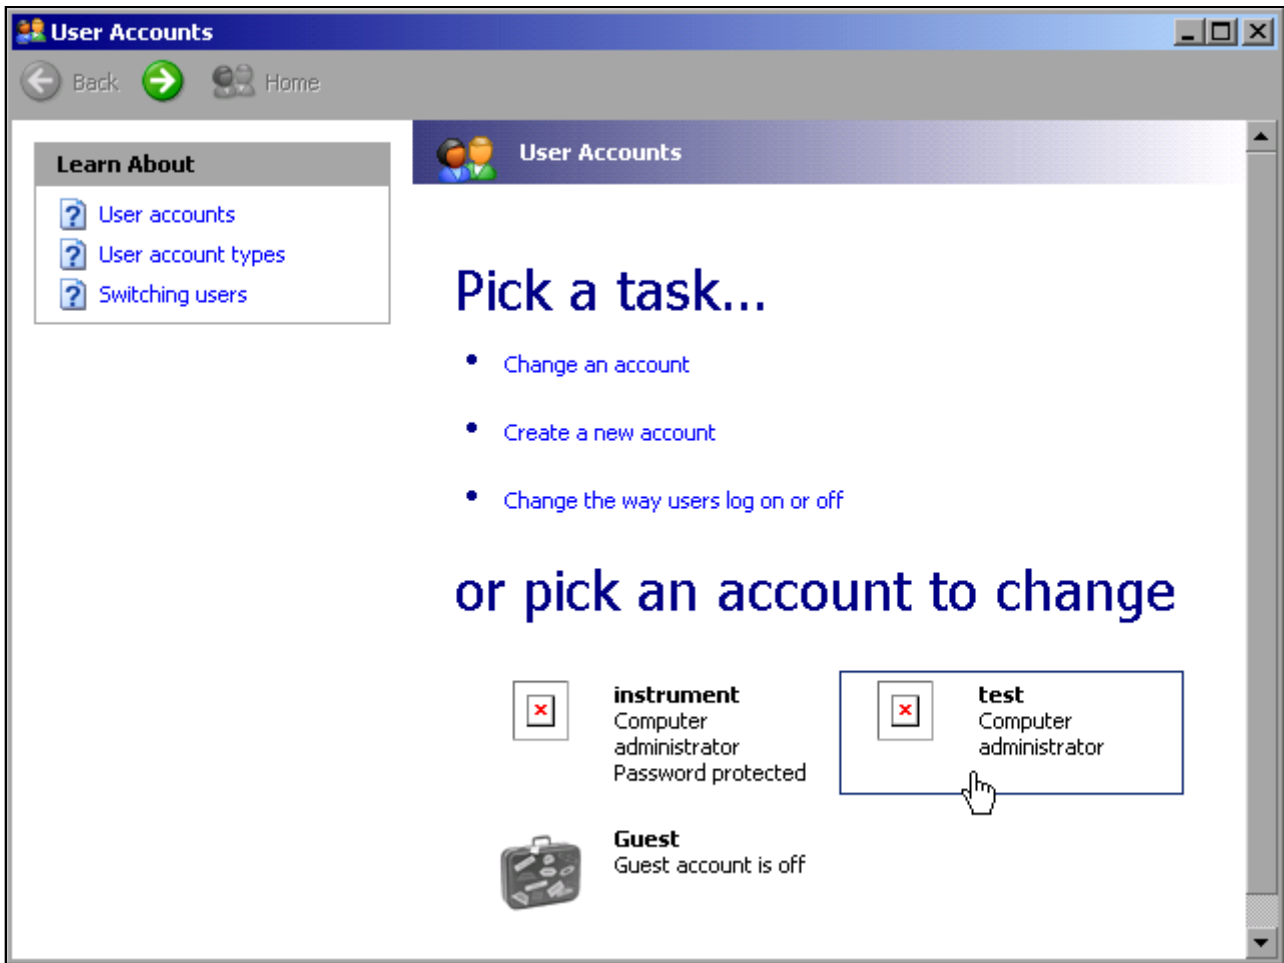 User Accounts
Back
Home
Learn About
User accounts
User account types
Switching users
User Accounts
Pick a task...
Change an account
Create a new account
Change the way users log on or off
or pick an account to change
instrument
Computer
administrator
Password protected
test
Computer
administrator
Guest
Guest account is off